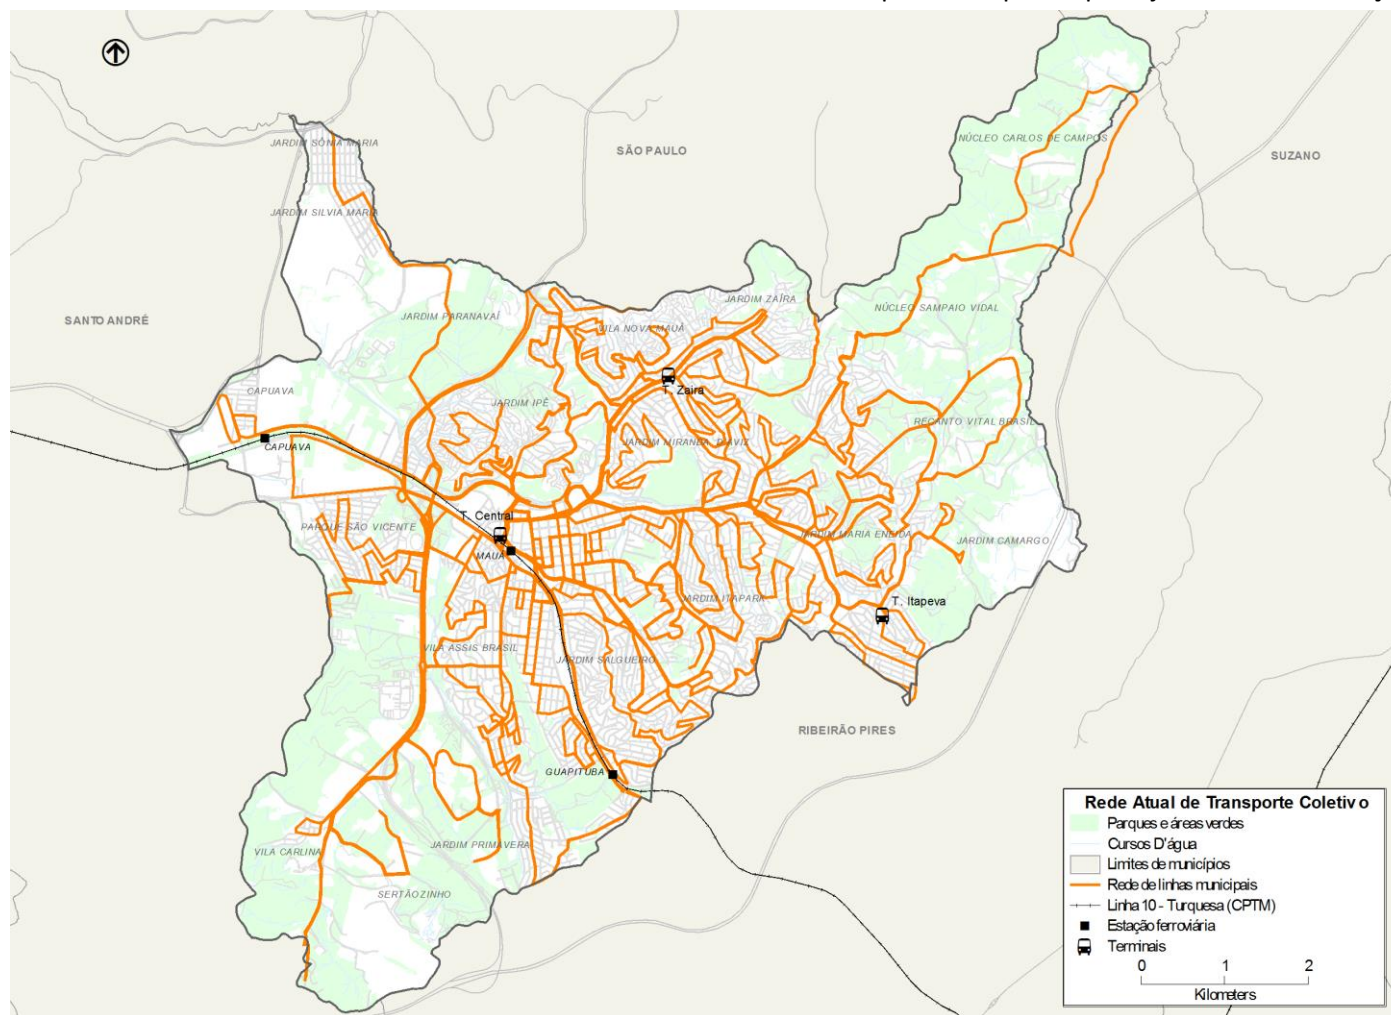 JARDIM SÔNIA MARIA
NÚCLEO CARLOS DE CAMPOS
SÃO PAULO
SUZANO
JARDIM SILVIA MARIA
JARDIM ZAÍRA
NÚCLEO SAMPAIO VIDAL
SANTO ANDRÉ
JARDIM PARANAVAÍ
VILA NOVA MAUÁ
T. Zaira
CAPUAVA
JARDIM IPÊ
RECANTO VITAL BRASIL
CAPUAVA
T. Central
PARQUE SÃO VICENTE
JARDIM MARIA ENEIDA
JARDIM CAMARGO
MAUÁ
JARDIM ITAPARK
T. Itapeva
VILA ASSIS BRASIL
JARDIM SALGUEIRO
RIBEIRÃO PIRES
GUAPITUBA
VILA CARLINA
JARDIM PRIMAVERA
SERTÃOZINHO
Rede Atual de Transporte Coletivo
Parques e áreas verdes
Cursos D'água
Limites de municípios
Rede de linhas municipais
Linha 10 - Turquesa (CPTM)
Estação ferroviária
Terminais
0 1 2
Kilometers